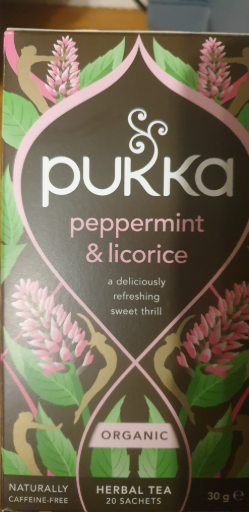 pukka
peppermint
& licorice
a deliciously
refreshing
sweet thrill
ORGANIC
NATURALLY
CAFFEINE-FREE
HERBAL TEA
20 SACHETS
30 g ℮